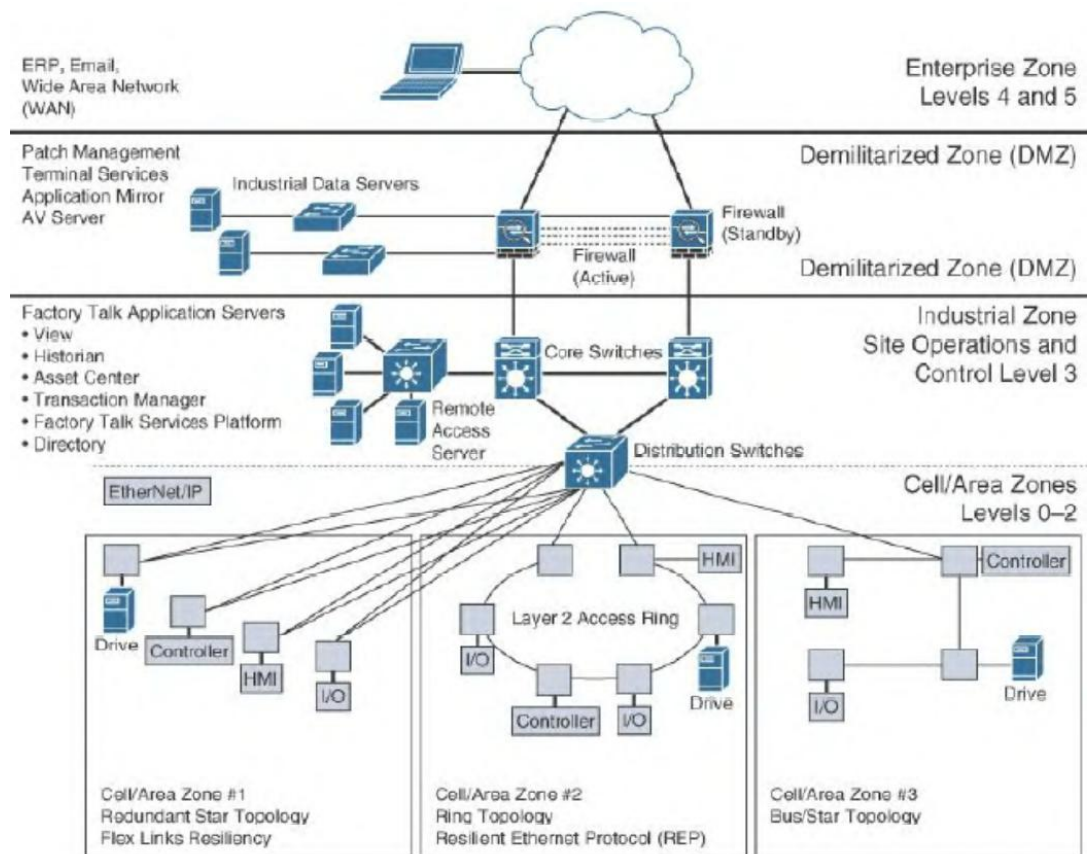 ERP, Email,
Wide Area Network
(WAN)
Enterprise Zone
Levels 4 and 5
Patch Management
Terminal Services
Application Mirror
AV Server
Industrial Data Servers
Demilitarized Zone (DMZ)
Firewall
(Standby)
Firewall
(Active)
Demilitarized Zone (DMZ)
Factory Talk Application Servers
• View
• Historian
• Asset Center
• Transaction Manager
• Factory Talk Services Platform
• Directory
Core Switches
Remote
Access
Server
Industrial Zone
Site Operations and
Control Level 3
Distribution Switches
EtherNet/IP
Cell/Area Zones
Levels 0–2
Drive
Controller
HMI
I/O
Cell/Area Zone #1
Redundant Star Topology
Flex Links Resiliency
HMI
Layer 2 Access Ring
I/O
Controller
I/O
Drive
Cell/Area Zone #2
Ring Topology
Resilient Ethernet Protocol (REP)
Controller
HMI
I/O
Drive
Cell/Area Zone #3
Bus/Star Topology